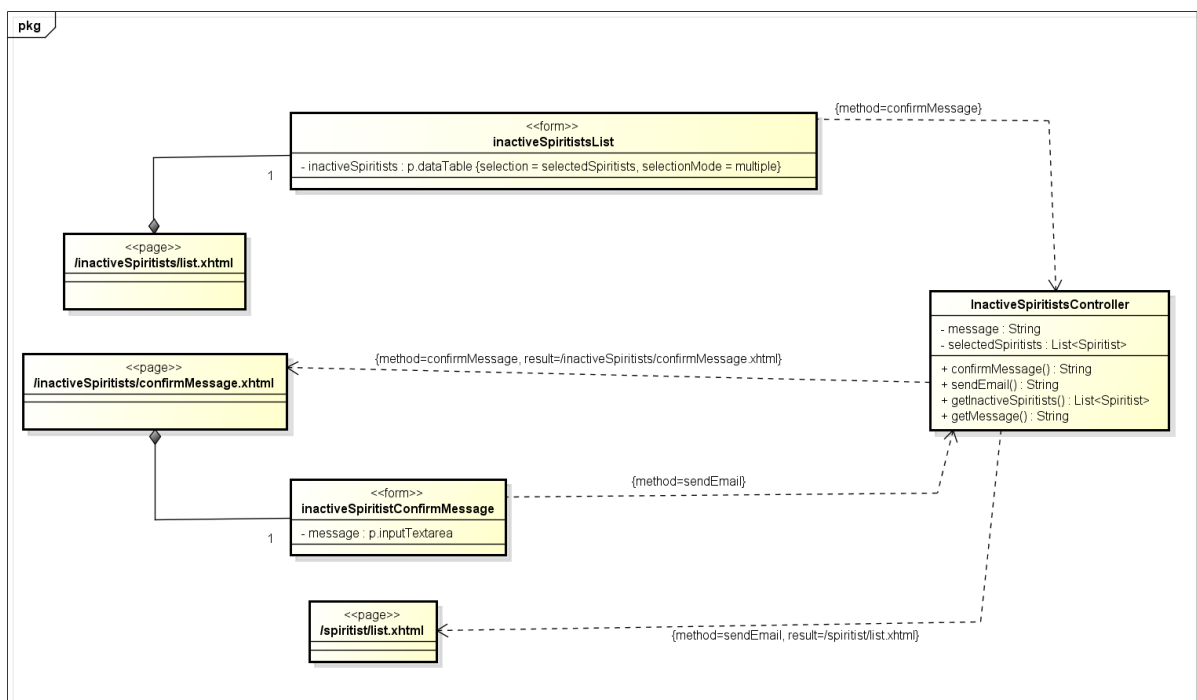 pkg
{method=confirmMessage}
<<form>>
inactiveSpiritistsList
- inactiveSpiritists : p.dataTable {selection = selectedSpiritists, selectionMode = multiple}
1
<<page>>
/inactiveSpiritists/list.xhtml
InactiveSpiritistsController
- message : String
- selectedSpiritists : List<Spiritist>
+ confirmMessage() : String
+ sendEmail() : String
+ getInactiveSpiritists() : List<Spiritist>
+ getMessage() : String
{method=confirmMessage, result=/inactiveSpiritists/confirmMessage.xhtml}
<<page>>
/inactiveSpiritists/confirmMessage.xhtml
{method=sendEmail}
<<form>>
inactiveSpiritistConfirmMessage
- message : p.inputTextarea
1
<<page>>
/spiritist/list.xhtml
{method=sendEmail, result=/spiritist/list.xhtml}